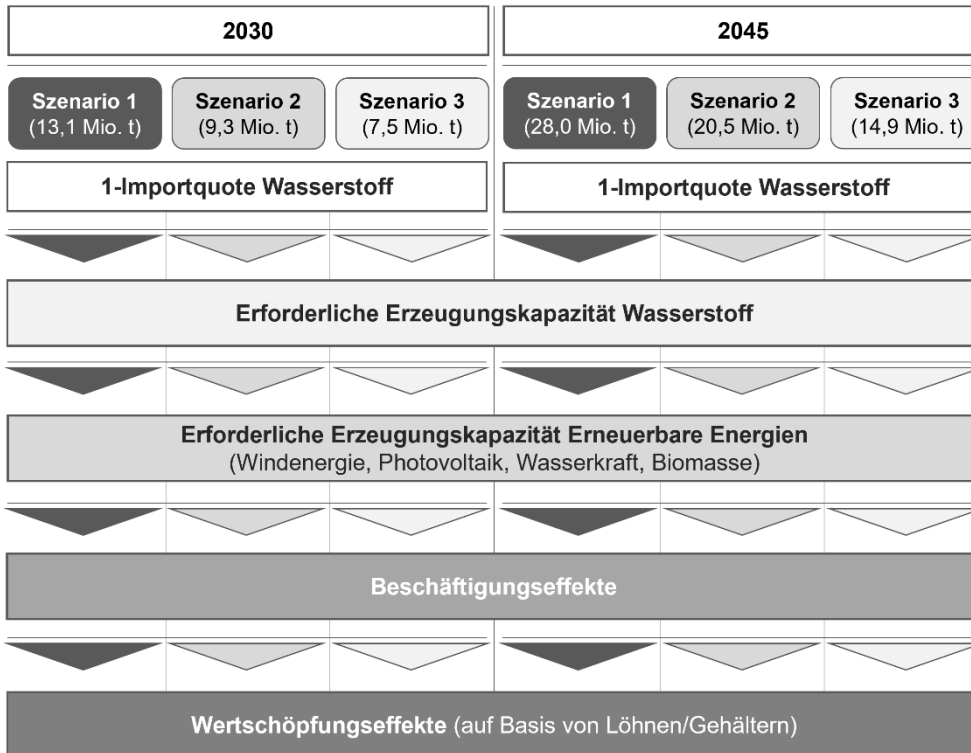 2030
2045
Szenario 1
(13,1 Mio. t)
Szenario 2
(9,3 Mio. t)
Szenario 3
(7,5 Mio. t)
Szenario 1
(28,0 Mio. t)
Szenario 2
(20,5 Mio. t)
Szenario 3
(14,9 Mio. t)
1-Importquote Wasserstoff
1-Importquote Wasserstoff
Erforderliche Erzeugungskapazität Wasserstoff
Erforderliche Erzeugungskapazität Erneuerbare Energien
(Windenergie, Photovoltaik, Wasserkraft, Biomasse)
Beschäftigungseffekte
Wertschöpfungseffekte (auf Basis von Löhnen/Gehältern)